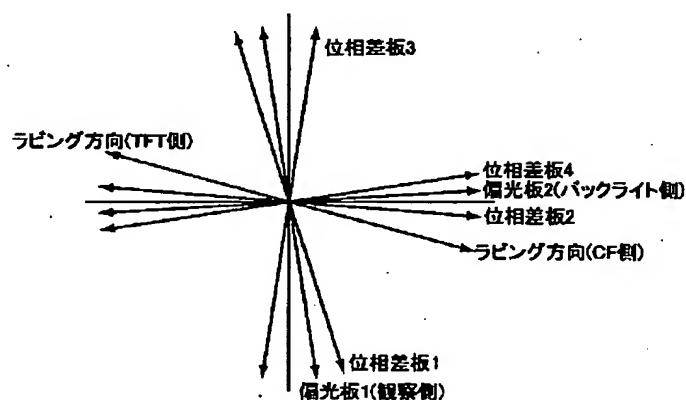 位相差板3
ラビング方向(TFT側)
位相差板4
偏光板2(バックライト側)
位相差板2
ラビング方向(CF側)
位相差板1
偏光板1(観察側)